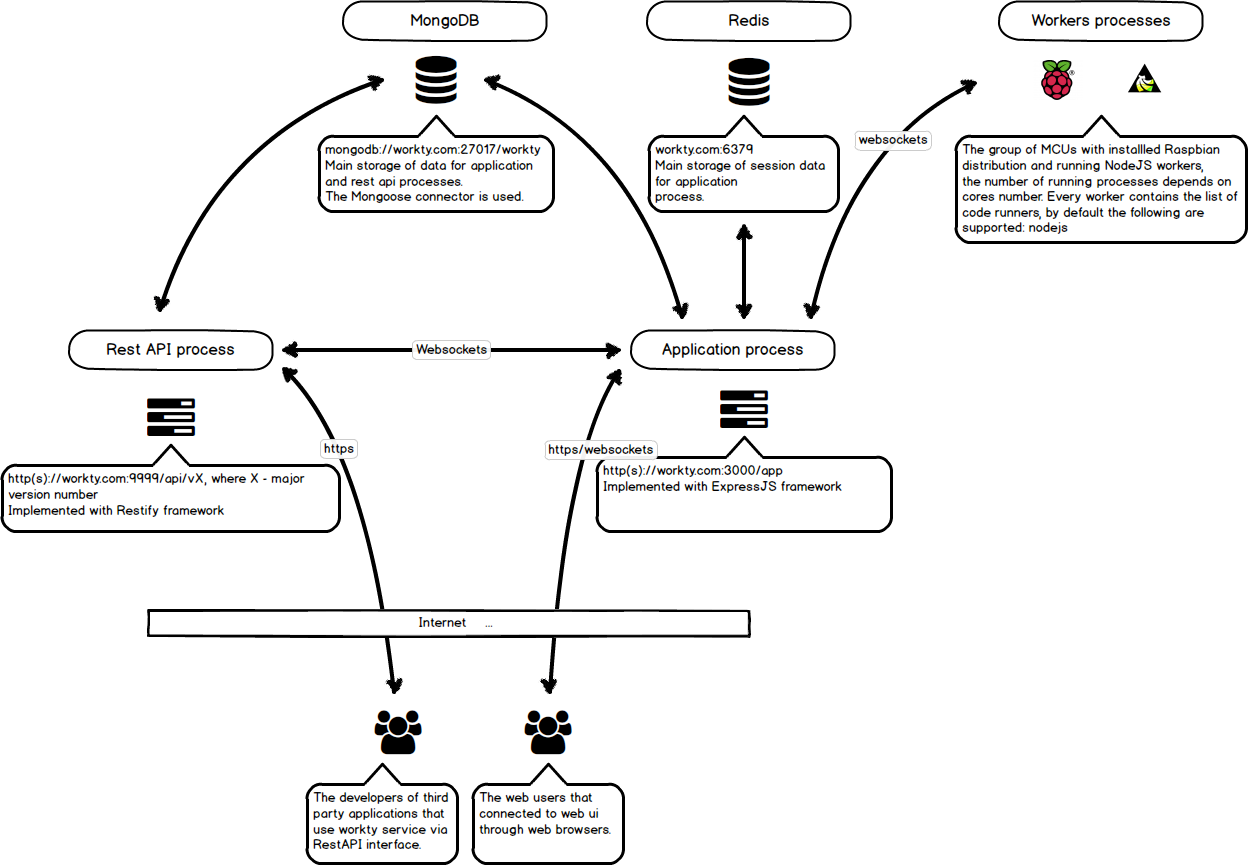 MongoDB
Redis
Workers processes
mongodb://workty.com:27017/workty
Main storage of data for application
and rest api processes.
The Mongoose connector is used.
workty.com:6379
Main storage of session data
for application
process.
websockets
The group of MCUs with installled Raspbian
distribution and running NodeJS workers,
the number of running processes depends on
cores number. Every worker contains the list of
code runners, by default the following are
supported: nodejs
Rest API process
Websockets
Application process
https
https/websockets
http(s)://workty.com:9999/api/vX, where X - major
version number
Implemented with Restify framework
http(s)://workty.com:3000/app
Implemented with ExpressJS framework
Internet ...
The developers of third
party applications that
use workty service via
RestAPI interface.
The web users that
connected to web ui
through web browsers.